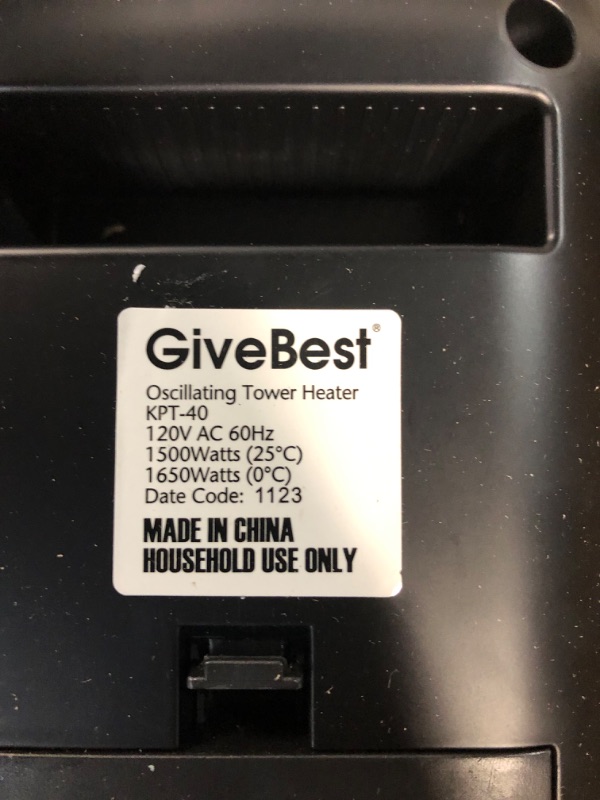 GiveBest®
Oscillating Tower Heater
KPT-40
120V AC 60Hz
1500Watts (25°C)
1650Watts (0°C)
Date Code: 1123
MADE IN CHINA
HOUSEHOLD USE ONLY